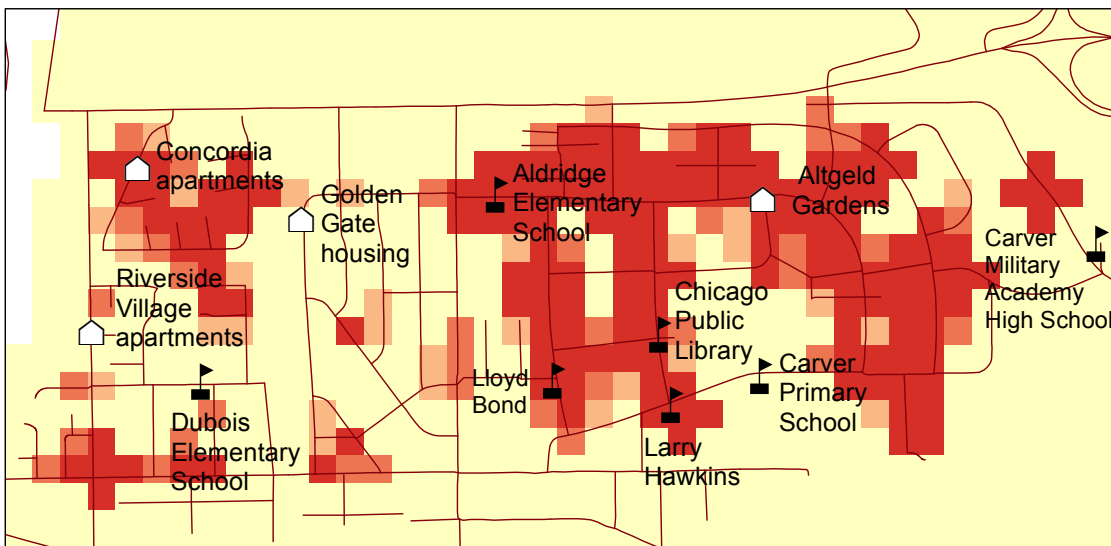 Concordia
apartments
Golden
Gate
housing
Aldridge
Elementary
School
Altgeld
Gardens
Carver
Military
Academy
High School
Riverside
Village
apartments
Chicago
Public
Library
Lloyd
Bond
Carver
Primary
School
Dubois
Elementary
School
Larry
Hawkins